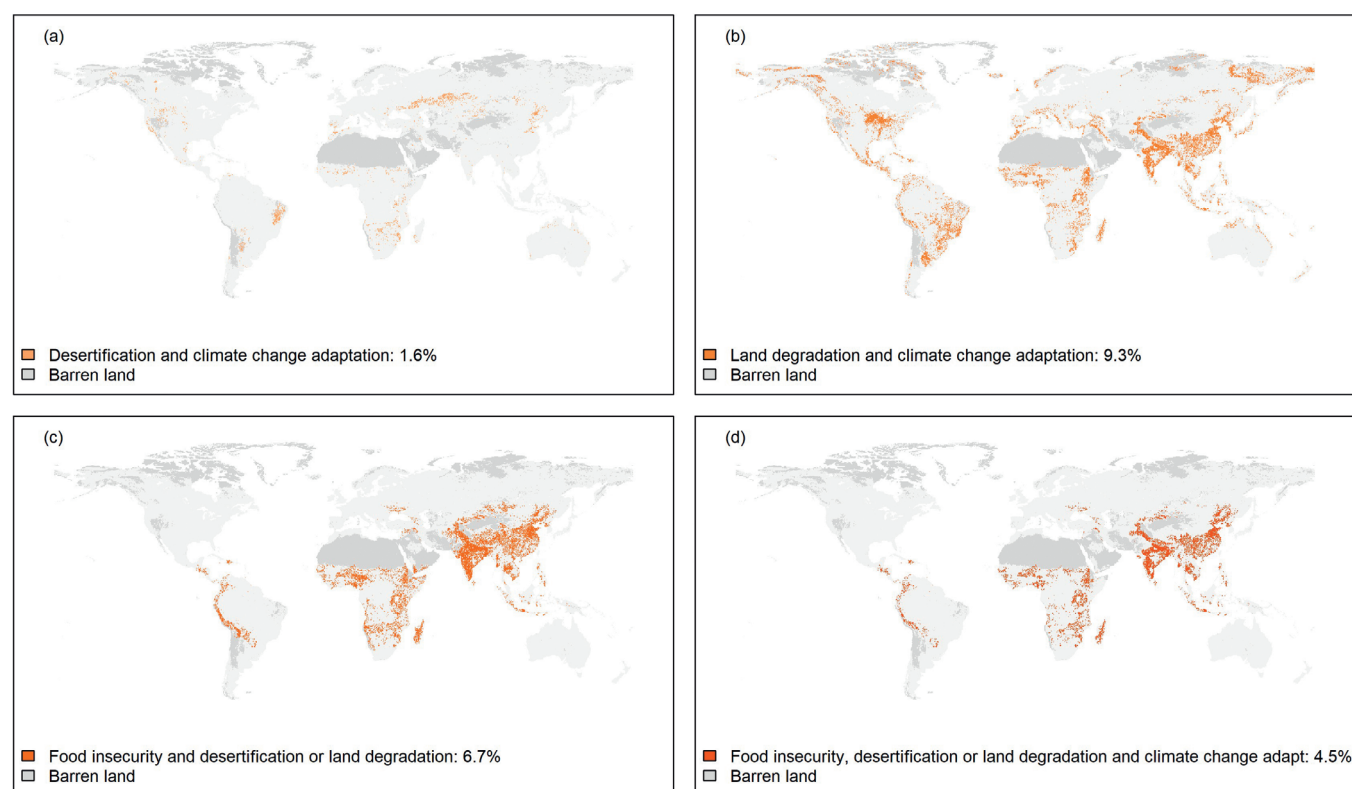 (a)
Desertification and climate change adaptation: 1.6%
Barren land
(b)
Land degradation and climate change adaptation: 9.3%
Barren land
(c)
Food insecurity and desertification or land degradation: 6.7%
Barren land
(d)
Food insecurity, desertification or land degradation and climate change adapt: 4.5%
Barren land